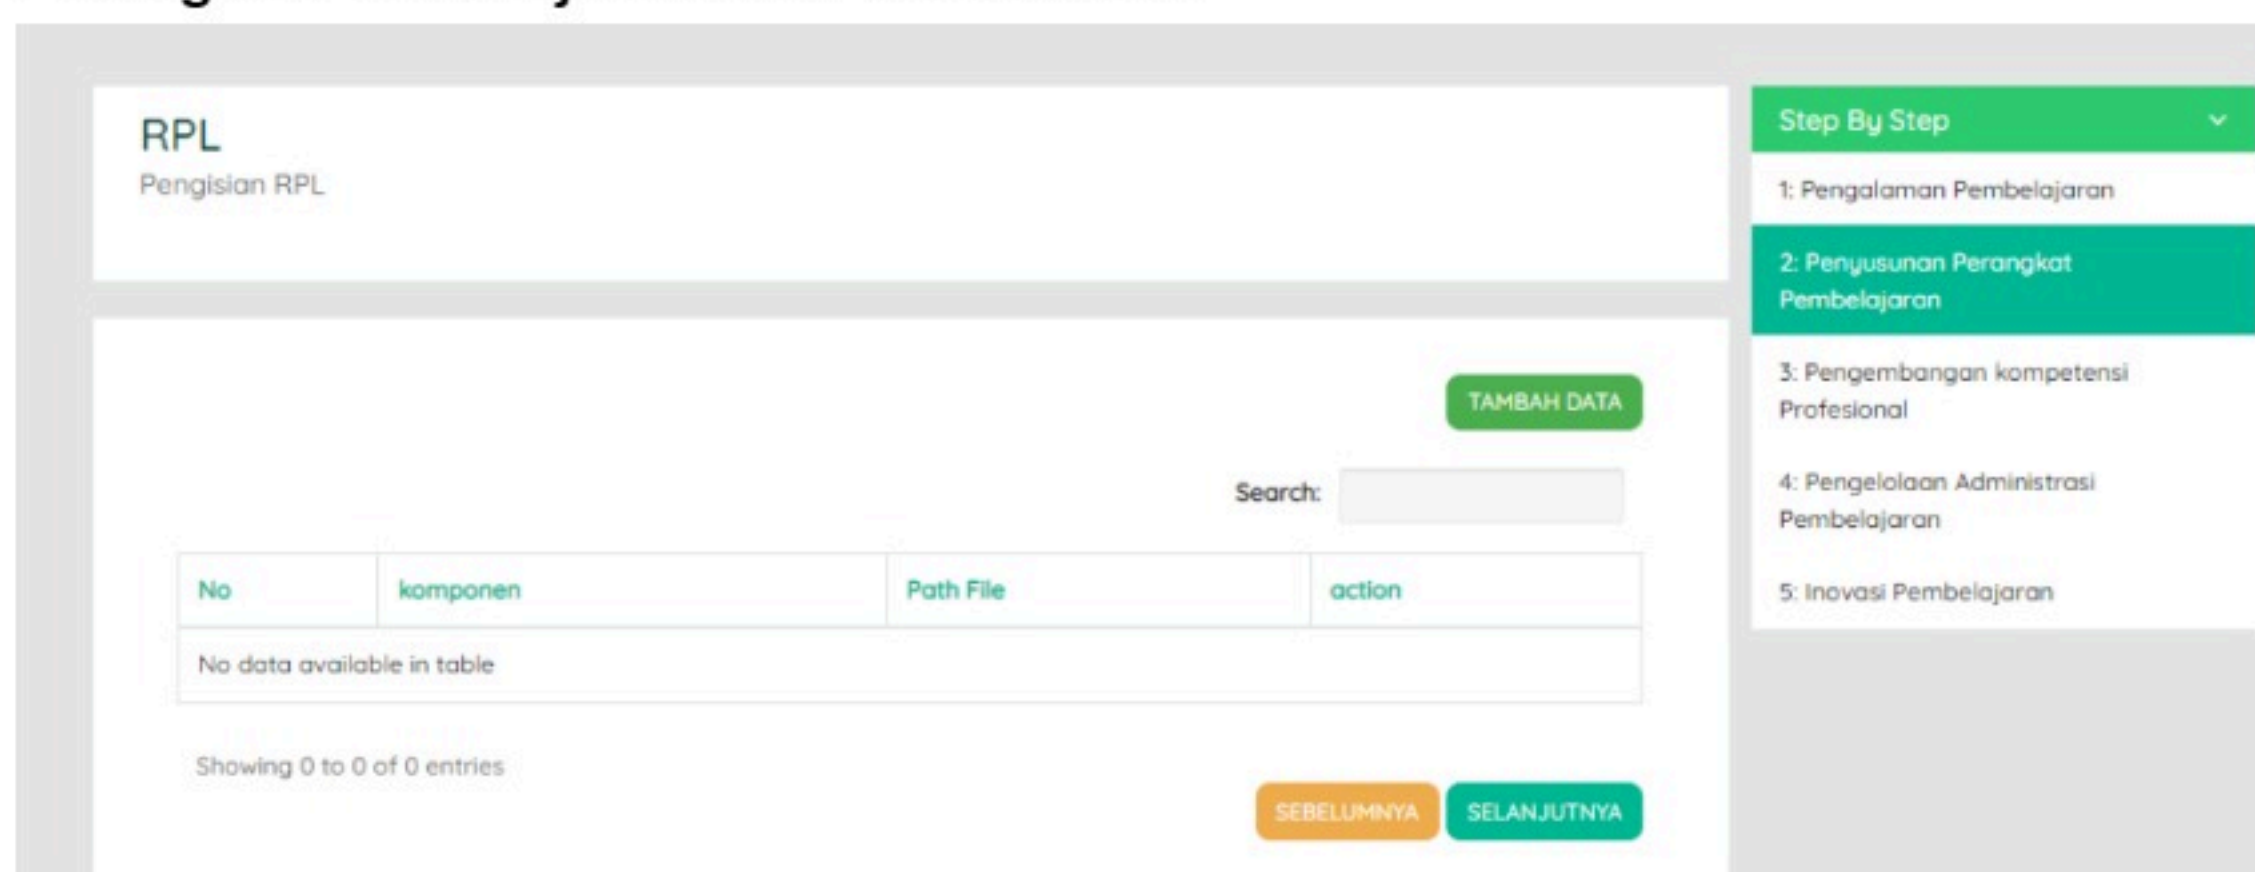 RPL
Pengisian RPL
TAMBAH DATA
Search:
No komponen Path File action
No data available in table
Showing 0 to 0 of 0 entries
SEBELUMNYA SELANJUTNYA
Step By Step
1: Pengalaman Pembelajaran
2: Penyusunan Perangkat
Pembelajaran
3: Pengembangan kompetensi
Profesional
4: Pengelolaan Administrasi
Pembelajaran
5: Inovasi Pembelajaran